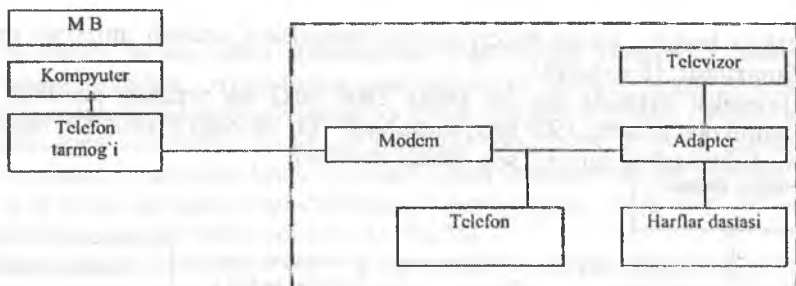 M B
Kompyuter
Telefon
tarmog`i
Modem
Televizor
Adapter
Telefon
Harflar dastasi